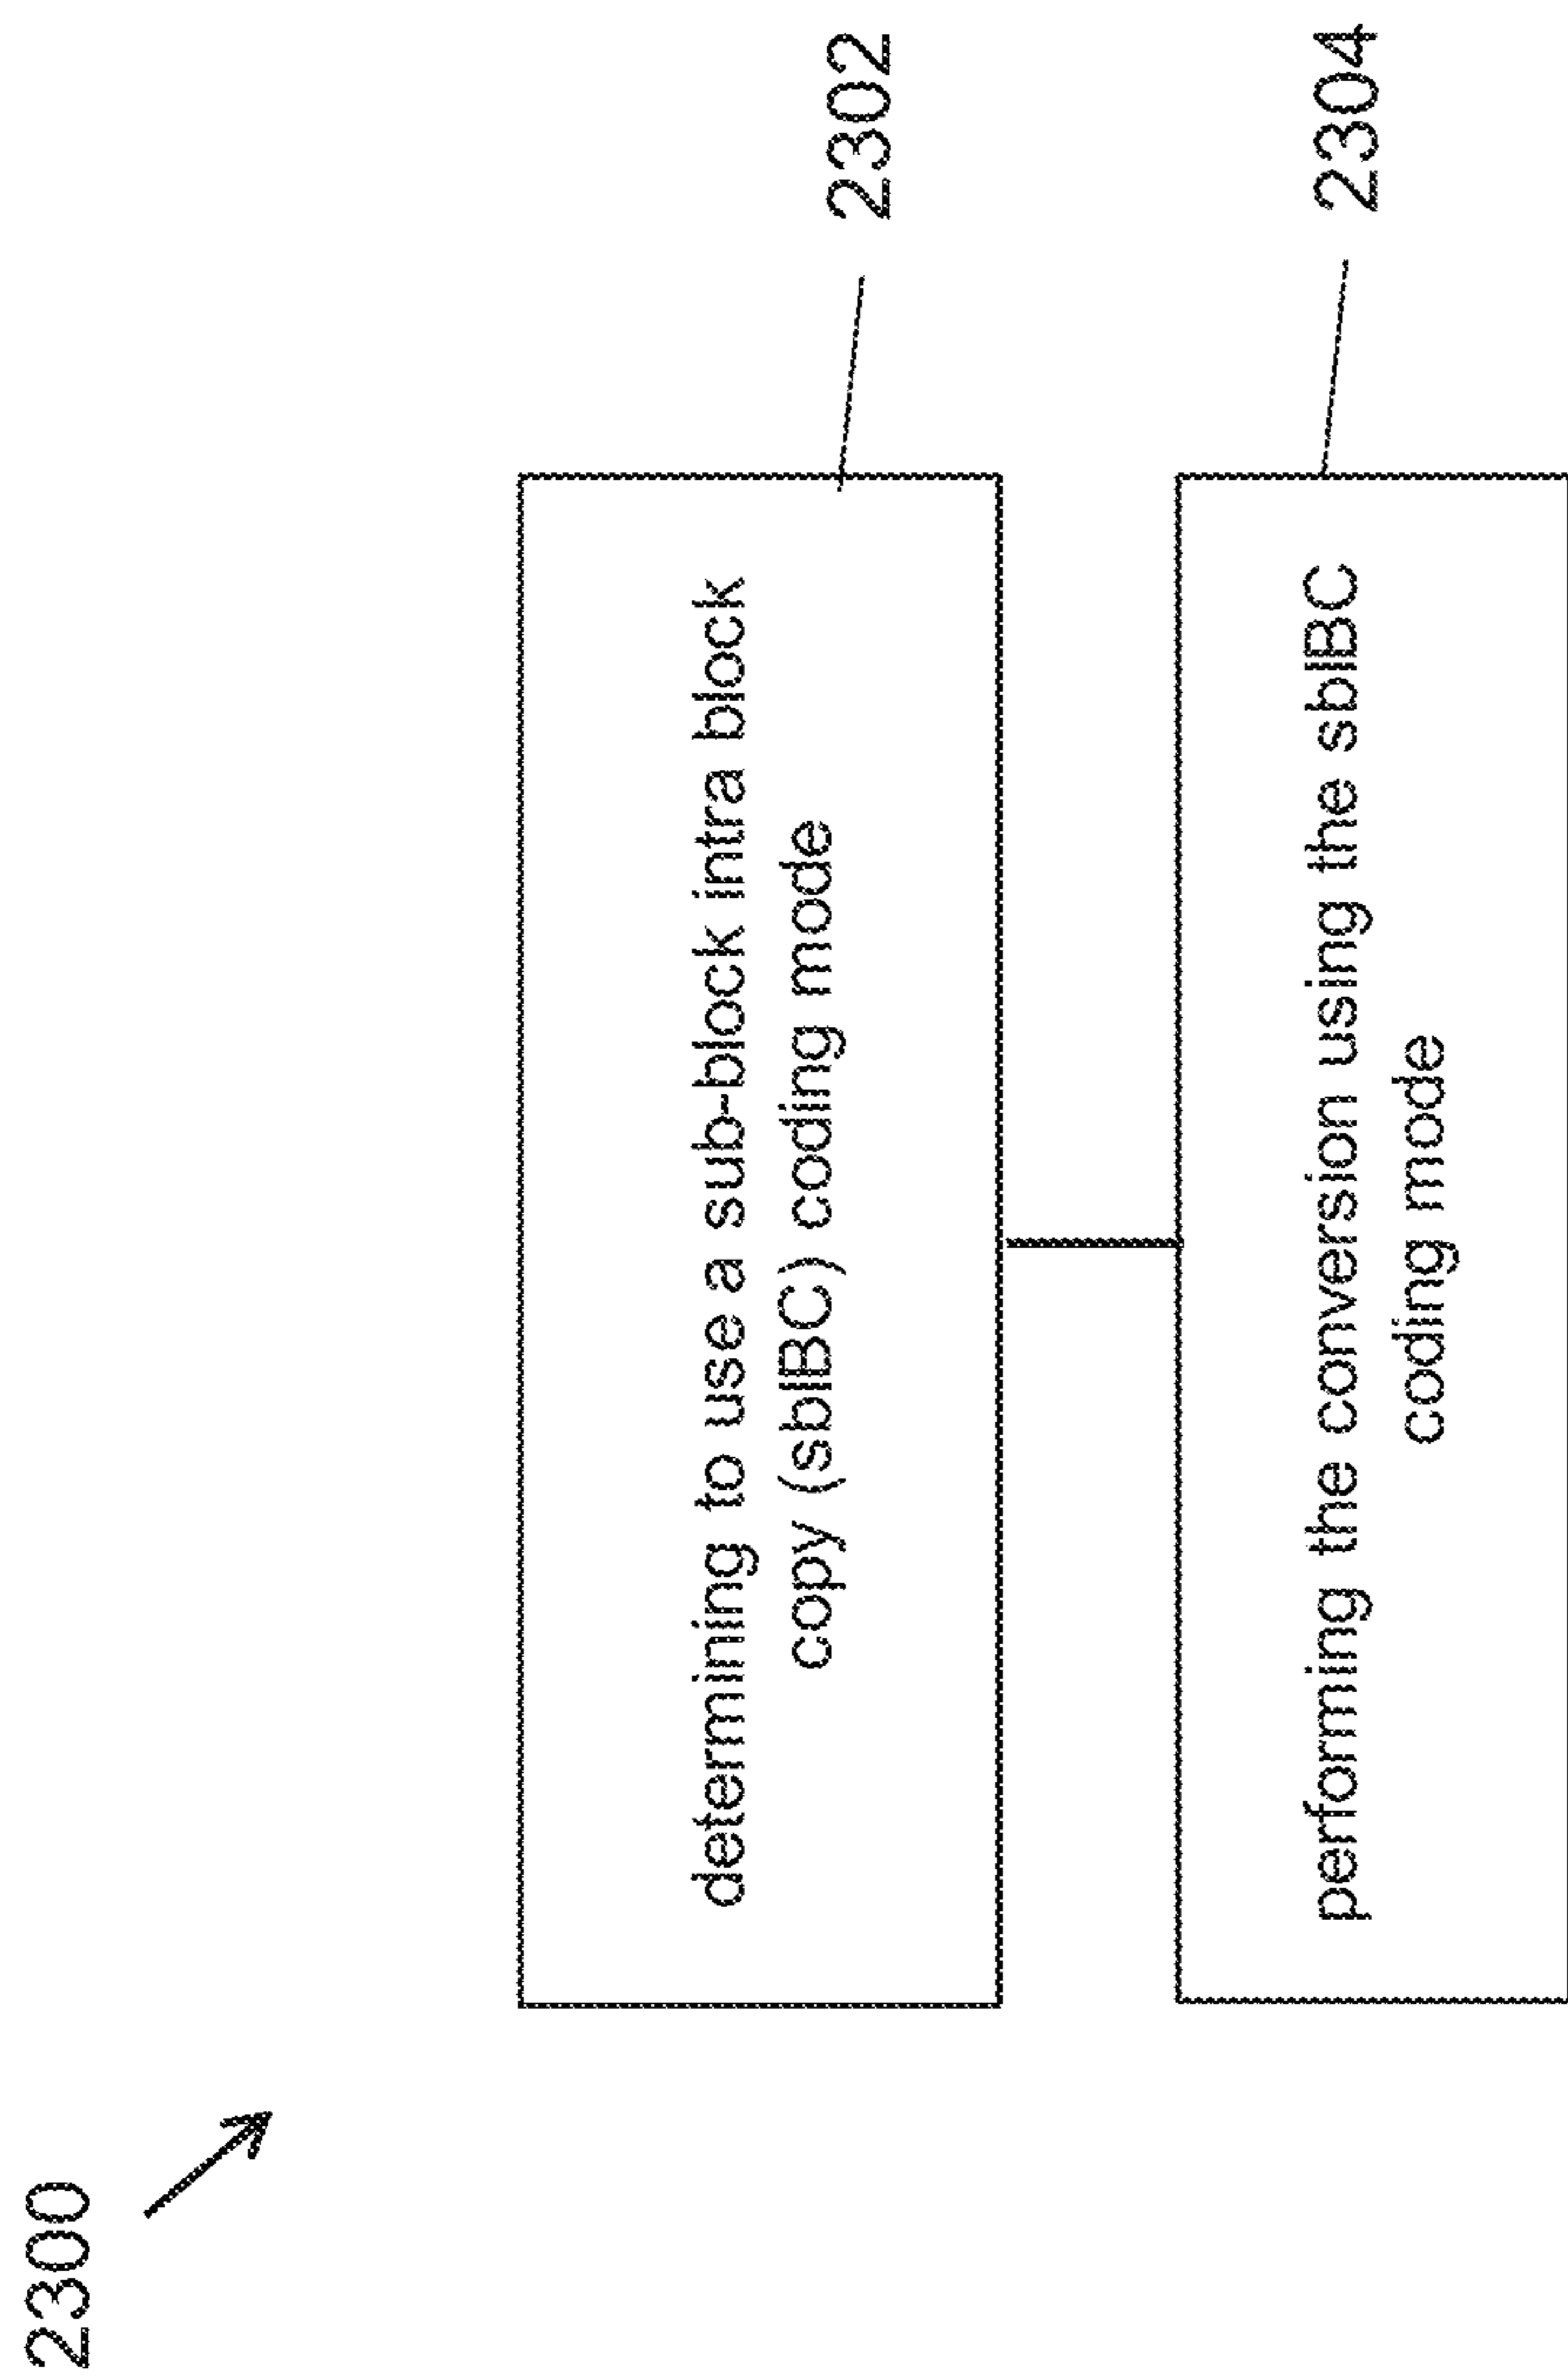 2300
determining to use a sub-block intra block
copy (sbIBC) coding mode
2302
performing the conversion using the sbIBC
coding mode
2304